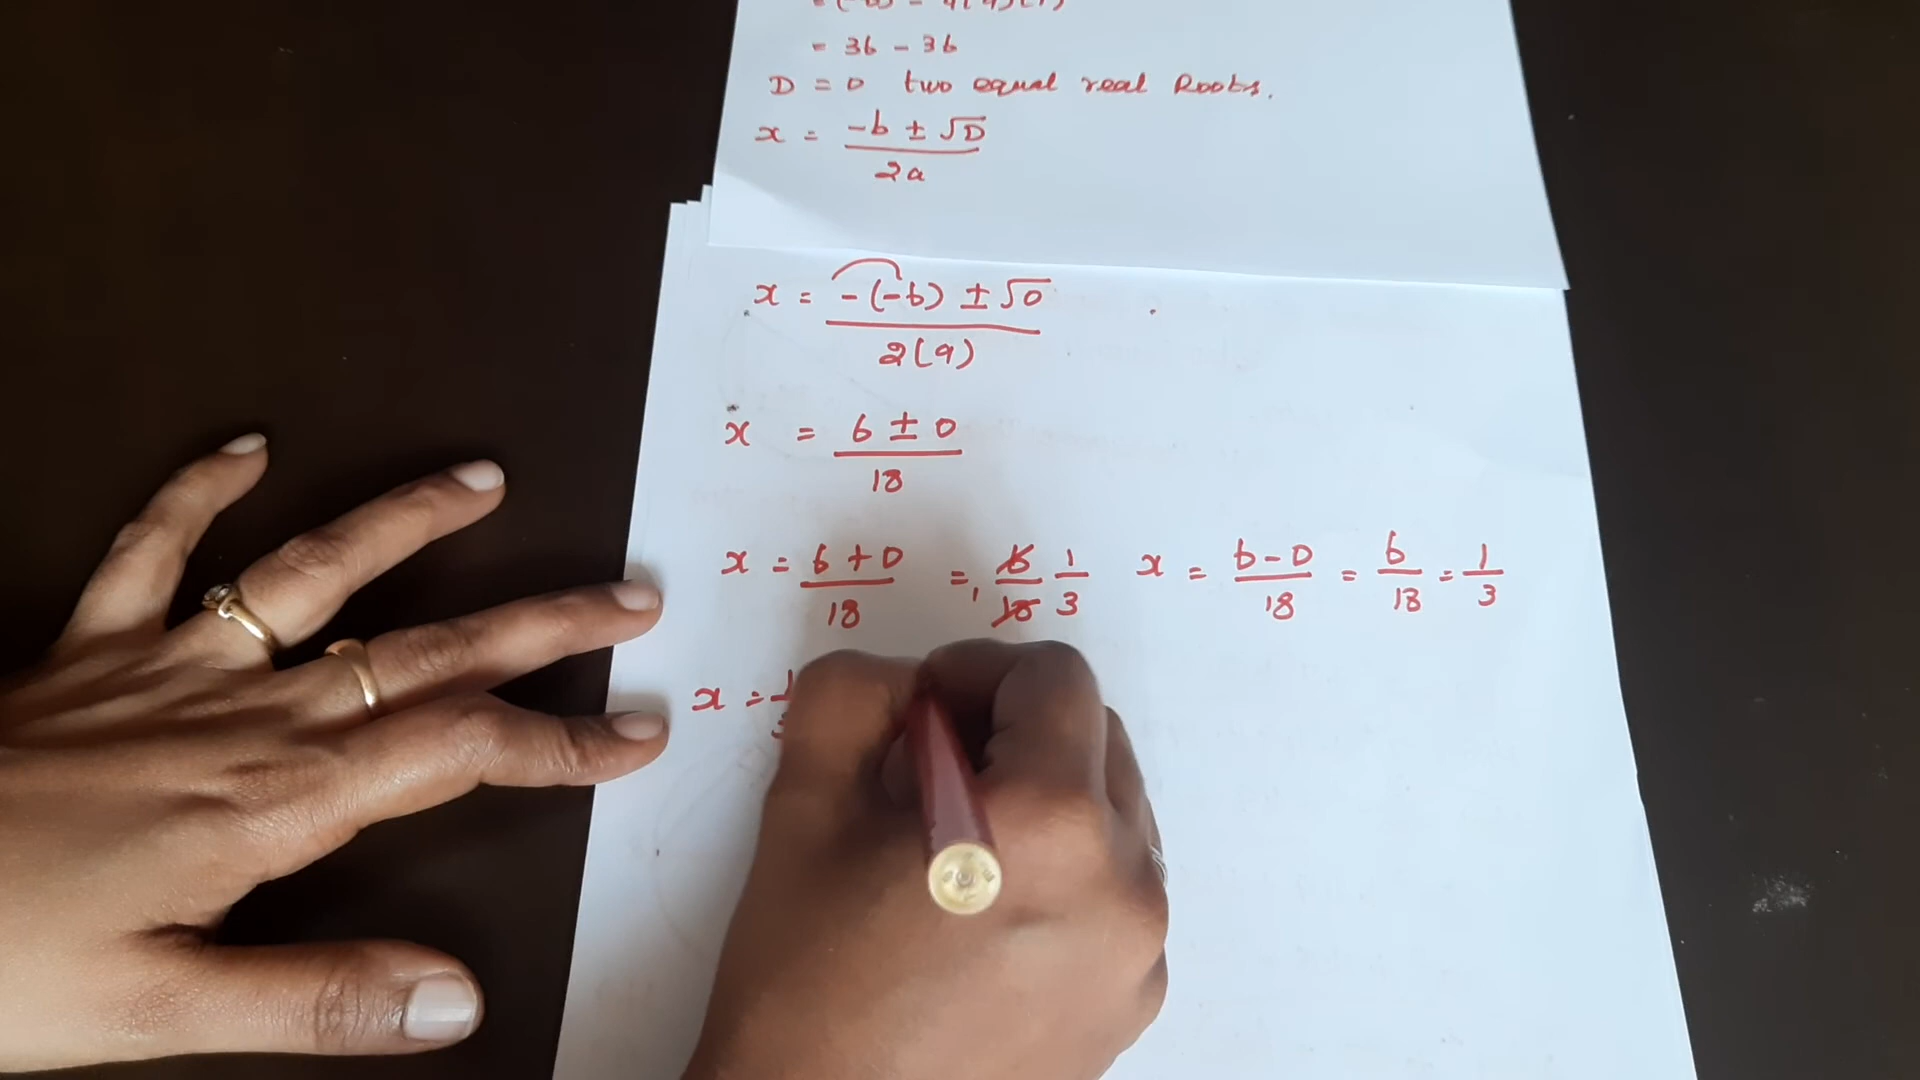 = 36 - 36
D = 0 two equal real Roots.
x = -b ± √D
2a
x = -(-6) ± √0
2(9)
x = 6 ± 0
18
x = 6 + 0 / 18 = 6 / 18 1 / 3 x = 6 - 0 / 18 = 6 / 18 = 1 / 3
x = 1